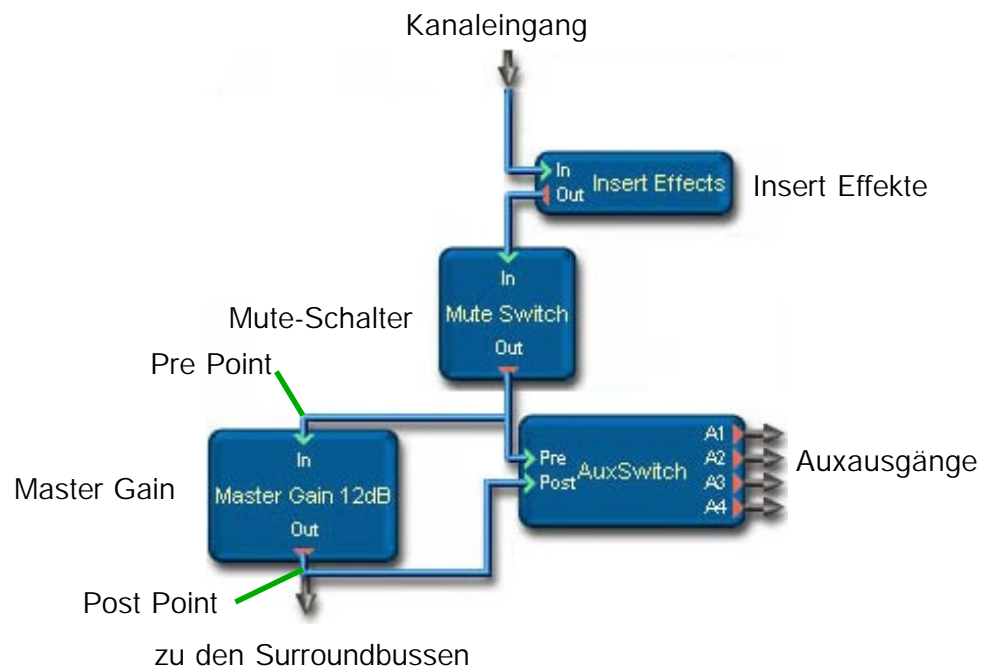 Kanaleingang
In
Out
Insert Effects
Insert Effekte
In
Mute Switch
Out
Mute-Schalter
Pre Point
In
Master Gain 12dB
Out
Master Gain
Pre
Post
AuxSwitch
A1
A2
A3
A4
Auxausgänge
Post Point
zu den Surroundbussen